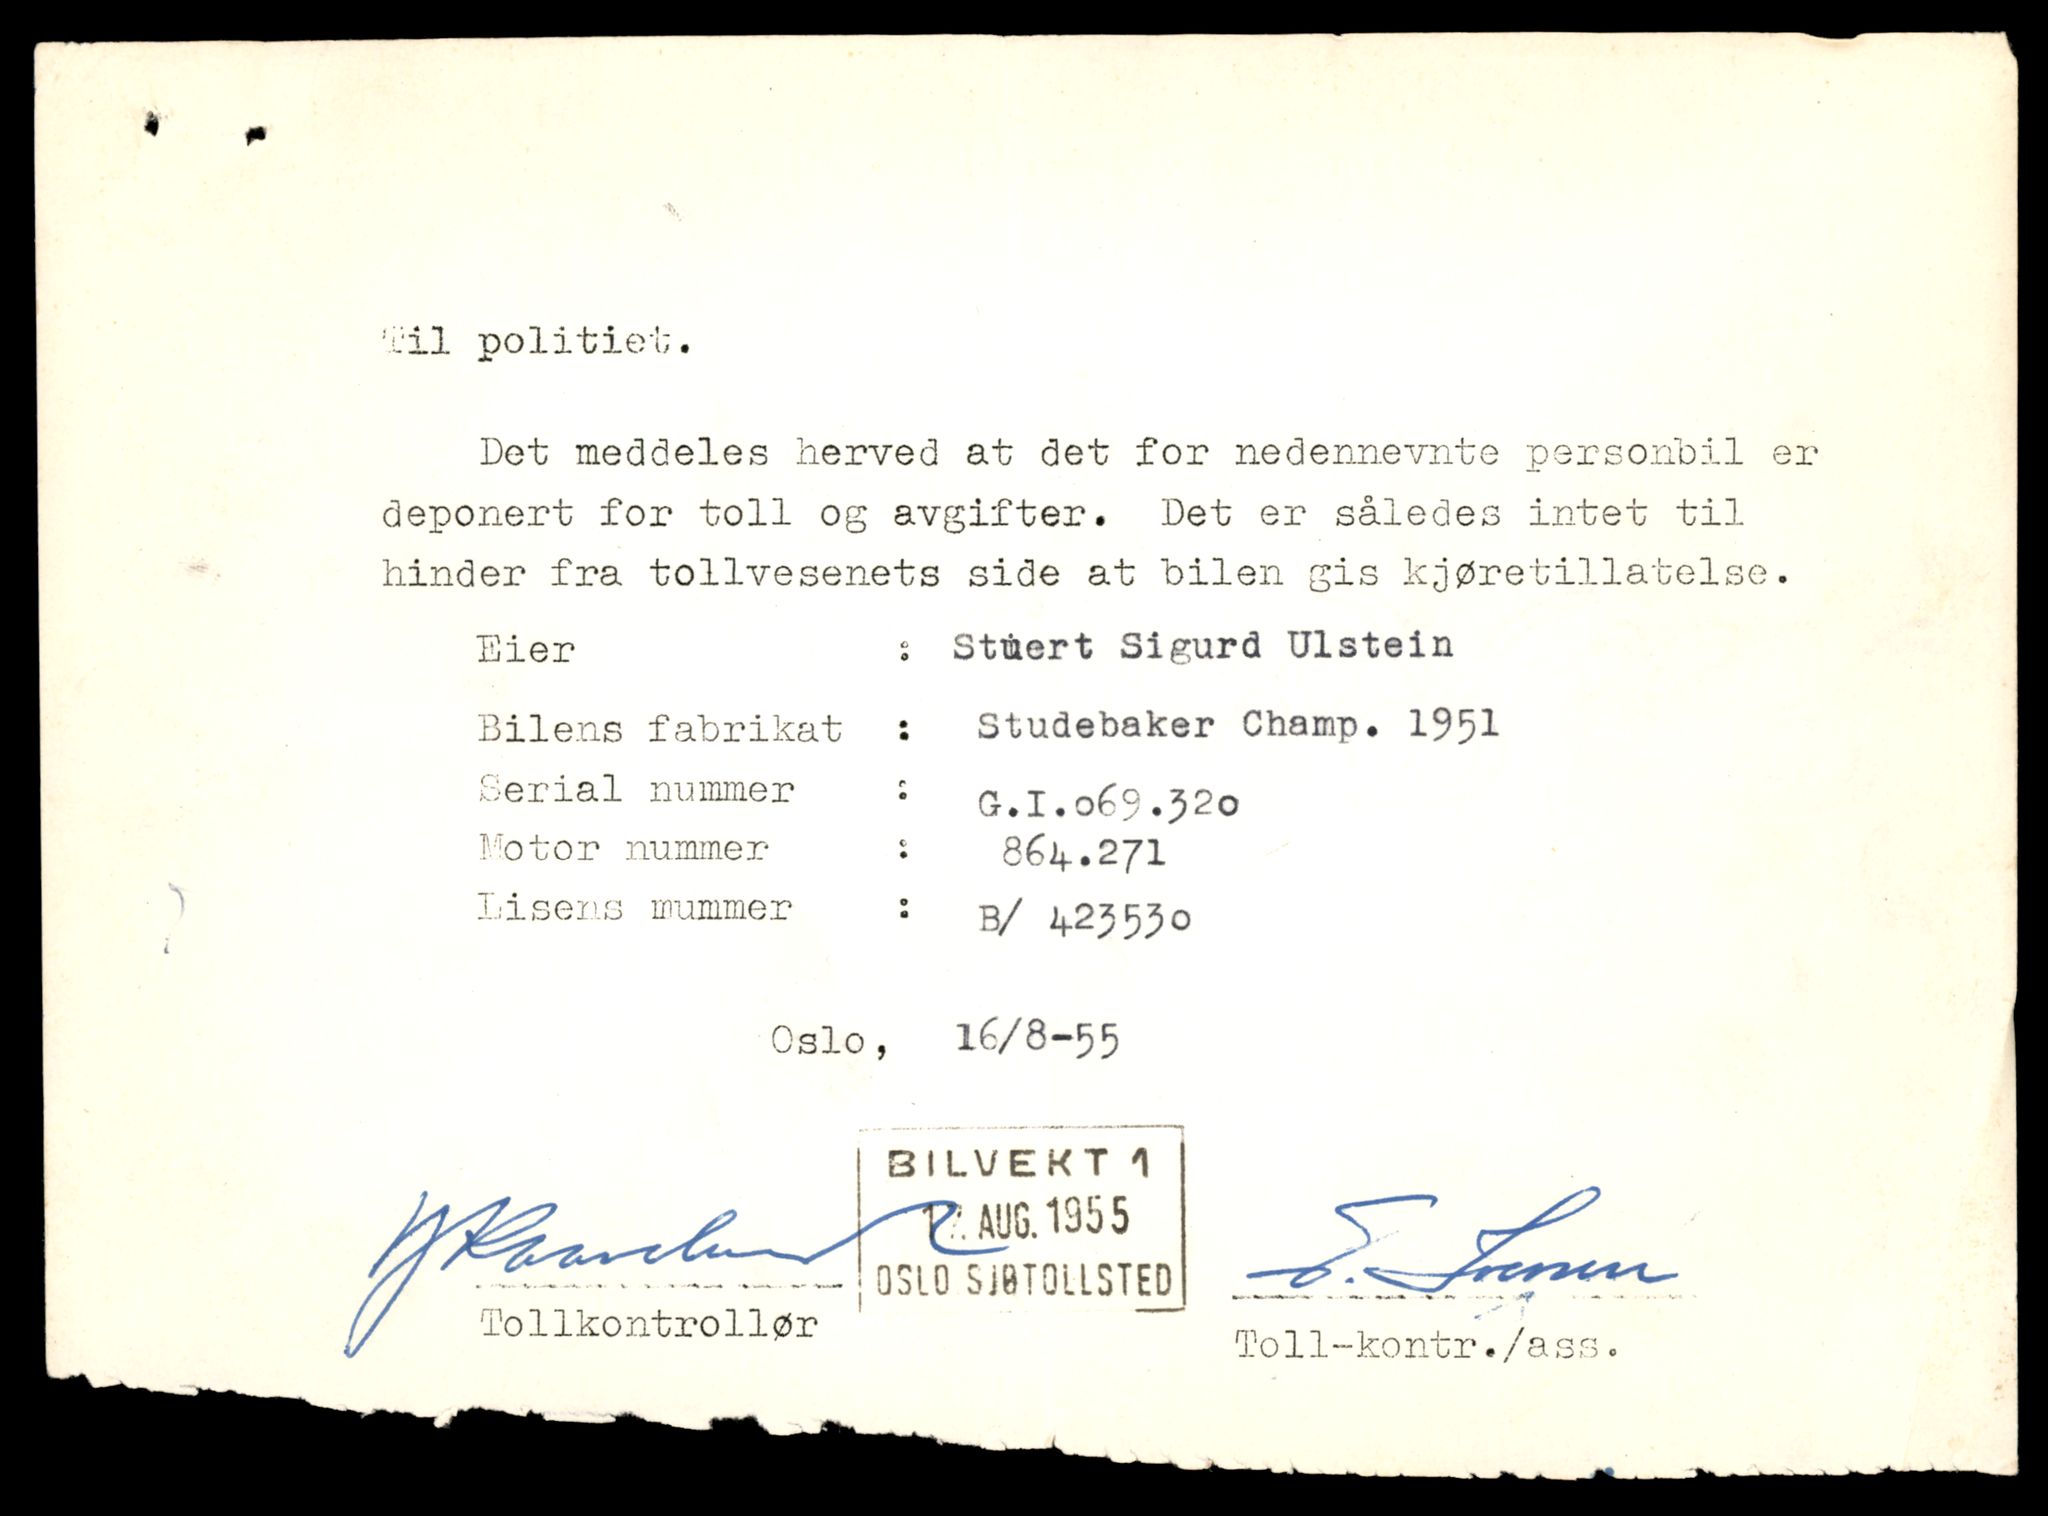 Til politiet.
Det meddeles herved at det for nedennevnte personbil er
deponert for toll og avgifter. Det er således intet til
hinder fra tollvesenets side at bilen gis kjøretillatelse.
Eier : Stuert Sigurd Ulstein
Bilens fabrikat : Studebaker Champ. 1951
Serial nummer : G.I.o69.32o
Motor nummer : 864.271
Lisens mummer : B/ 42353o
Oslo, 16/8-55
BILVEKT 1
AUG. 1955
OSLO SJØTOLLSTED
E.
Tollkontrollør
Toll-kontr./ass.